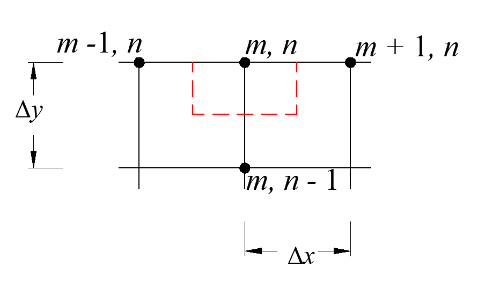 m -1, n m, n m + 1, n
Δy
m, n - 1
Δx